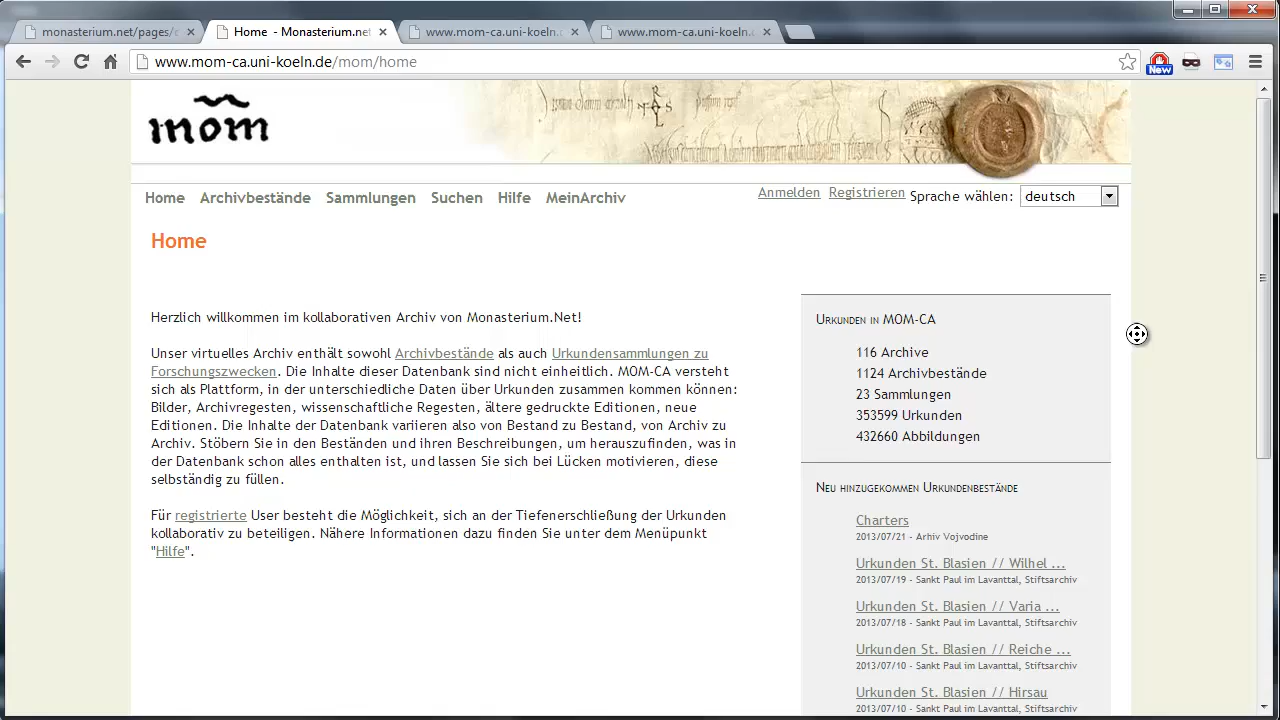 monasterium.net/pages/c
Home - Monasterium.net
www.mom-ca.uni-koeln.c
www.mom-ca.uni-koeln.c
www.mom-ca.uni-koeln.de/mom/home
New
mom
Home Archivbestände Sammlungen Suchen Hilfe MeinArchiv
Anmelden Registrieren Sprache wählen: deutsch
Home
Herzlich willkommen im kollaborativen Archiv von Monasterium.Net!
Unser virtuelles Archiv enthält sowohl Archivbestände als auch Urkundensammlungen zu
Forschungszwecken. Die Inhalte dieser Datenbank sind nicht einheitlich. MOM-CA versteht
sich als Plattform, in der unterschiedliche Daten über Urkunden zusammen kommen können:
Bilder, Archivregesten, wissenschaftliche Regesten, ältere gedruckte Editionen, neue
Editionen. Die Inhalte der Datenbank variieren also von Bestand zu Bestand, von Archiv zu
Archiv. Stöbern Sie in den Beständen und ihren Beschreibungen, um herauszufinden, was in
der Datenbank schon alles enthalten ist, und lassen Sie sich bei Lücken motivieren, diese
selbständig zu füllen.
Für registrierte User besteht die Möglichkeit, sich an der Tiefenerschließung der Urkunden
kollaborativ zu beteiligen. Nähere Informationen dazu finden Sie unter dem Menüpunkt
"Hilfe".
Urkunden in MOM-CA
116 Archive
1124 Archivbestände
23 Sammlungen
353599 Urkunden
432660 Abbildungen
Neu hinzugekommen Urkundenbestände
Charters
2013/07/21 - Arhiv Vojvodine
Urkunden St. Blasien // Wilhel ...
2013/07/19 - Sankt Paul im Lavanttal, Stiftsarchiv
Urkunden St. Blasien // Varia ...
2013/07/18 - Sankt Paul im Lavanttal, Stiftsarchiv
Urkunden St. Blasien // Reiche ...
2013/07/10 - Sankt Paul im Lavanttal, Stiftsarchiv
Urkunden St. Blasien // Hirsau
2013/07/10 - Sankt Paul im Lavanttal, Stiftsarchiv